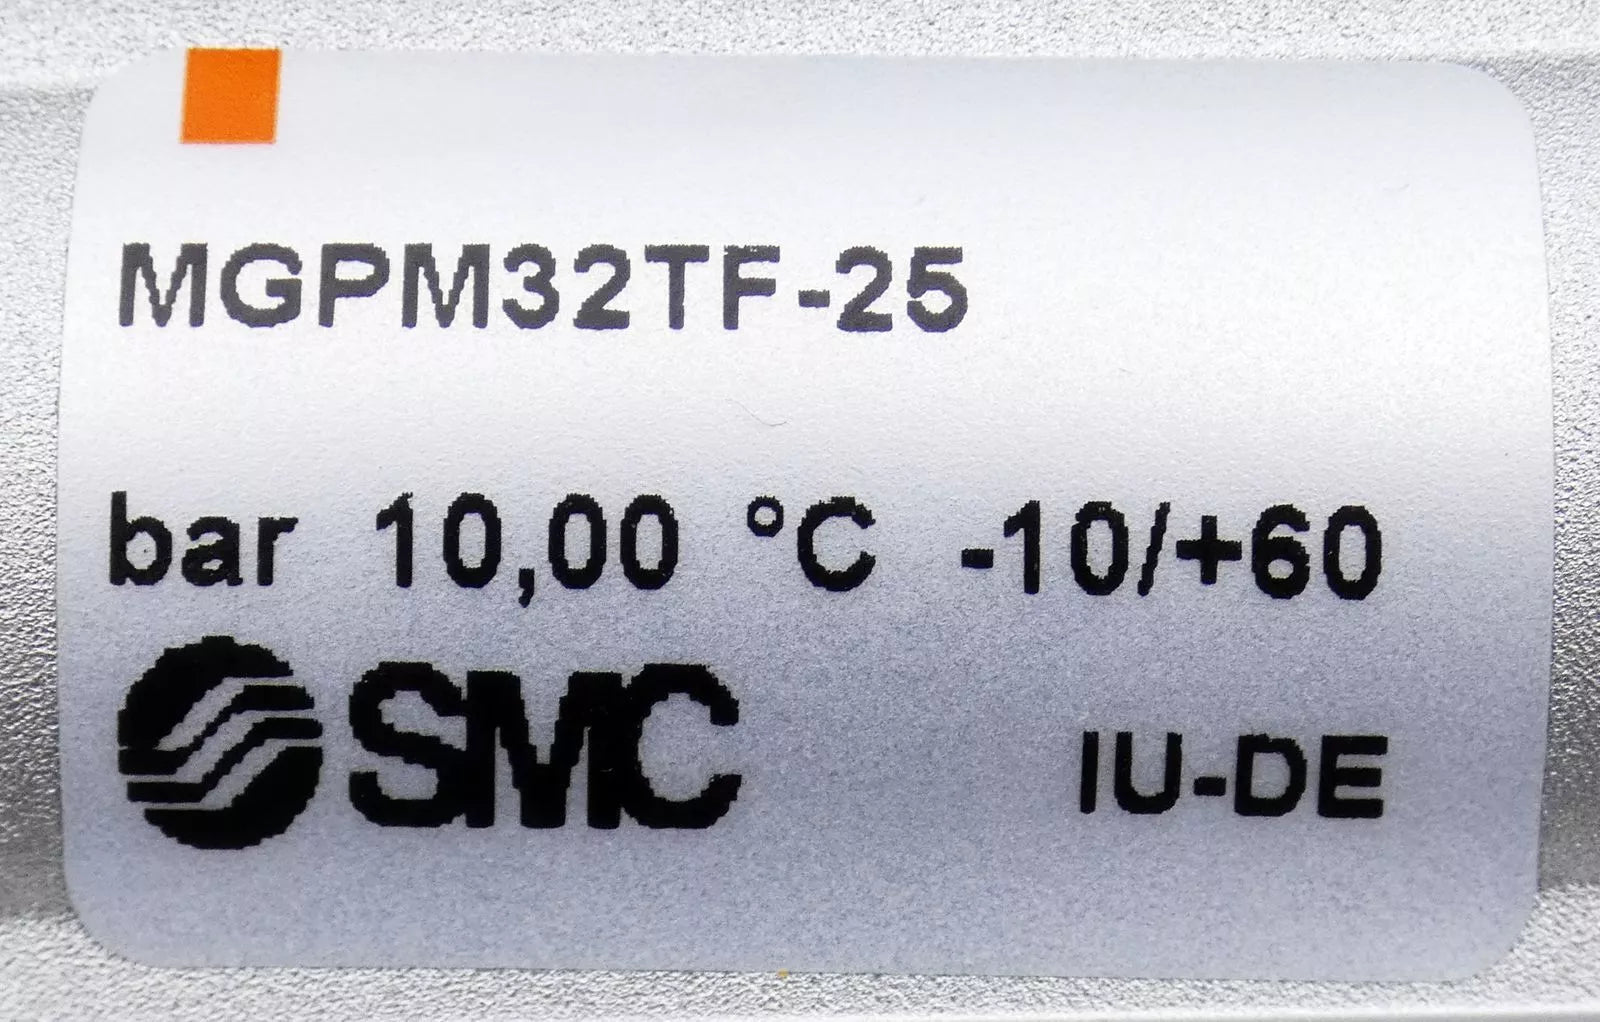 MGPM32TF-25
bar 10,00 °C -10/+60
SMC IU-DE